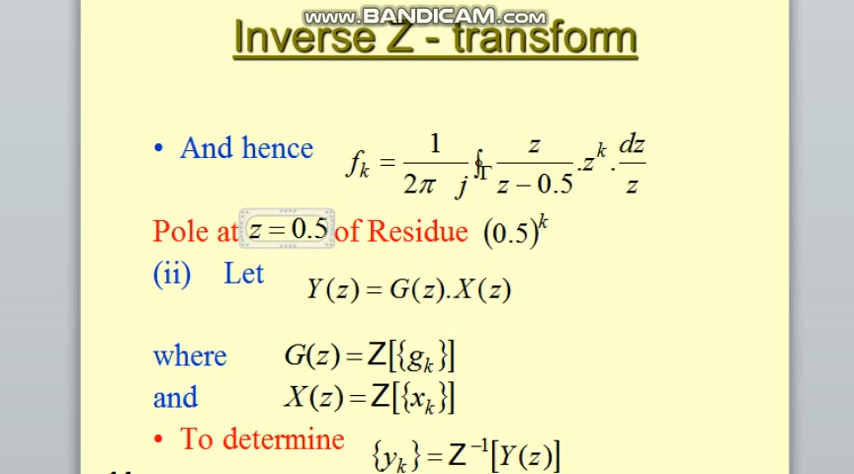 www.BANDICAM.com
Inverse Z - transform
• And hence f_k = 1/(2π j) ∮_Γ z/(z − 0.5) .z^k . dz/z
Pole at z = 0.5 of Residue (0.5)^k
(ii) Let Y(z) = G(z).X(z)
where G(z) = Z[{g_k}]
and X(z) = Z[{x_k}]
• To determine {y_k} = Z^−1[Y(z)]